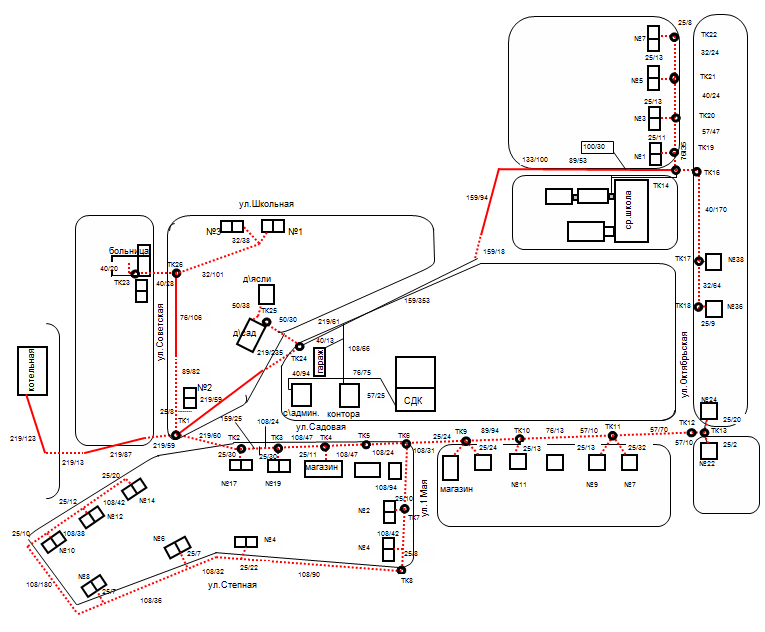 25/8
№7
ТК22
32/24
25/13
№5
ТК21
40/24
25/13
№3
ТК20
57/47
25/11
ТК19
100/30
76/36
№1
133/100
89/53
ТК16
ТК14
ср.школа
159/94
40/170
ул.Школьная
№3
№1
32/38
159/18
больница
ТК26
40/20
ТК23
40/28
32/101
д\ясли
ТК17
№38
32/64
159/353
50/38
ТК25
76/106
50/30
219/61
ТК18
№36
25/9
ул.Советская
д\сад
40/13
108/66
ул.Октябрьская
219/235
ТК24
гараж
котельная
89/82
40/94
76/75
№2
219/59
57/25
СДК
№24
25/8
с\админ.
контора
ТК1
159/25
108/24
ул.Садовая
25/20
219/123
219/60
ТК2
ТК3
108/47
ТК4
ТК5
ТК6
25/24
ТК9
89/94
ТК10
76/13
57/10
ТК11
57/70
ТК12
ТК13
219/13
219/87
219/59
25/30
25/30
25/11
108/47
108/24
108/31
25/24
25/13
25/13
25/32
57/10
25/2
№22
магазин
25/20
№17
№19
108/94
магазин
№11
№9
№7
25/12
108/42
№14
25/10
ул.1 Мая
№12
№2
ТК7
25/10
108/38
№10
№6
№4
108/42
25/7
№4
25/8
25/22
108/180
№8
108/32
108/90
ТК8
25/7
ул.Степная
108/36